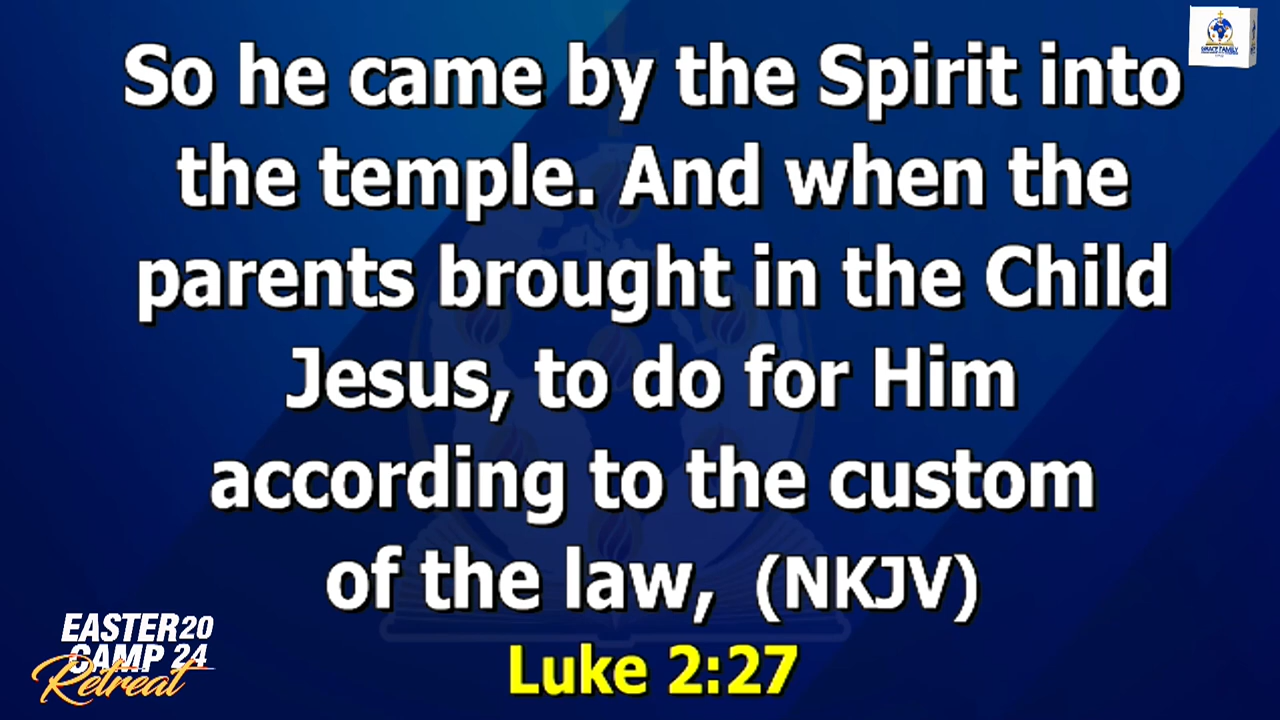 So he came by the Spirit into
the temple. And when the
parents brought in the Child
Jesus, to do for Him
according to the custom
of the law, (NKJV)
Luke 2:27
EASTER 20
CAMP 24
Retreat
GRACE FAMILY